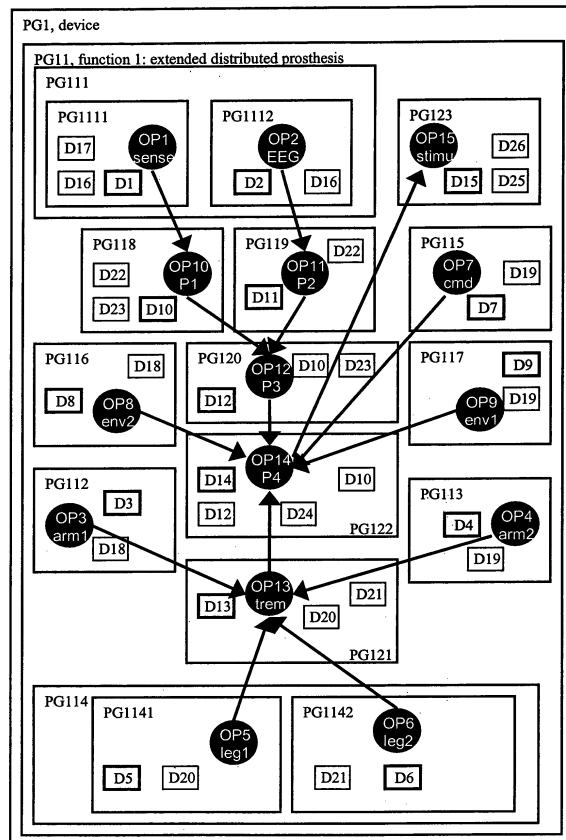 PG1, device
PG11, function 1: extended distributed prosthesis
PG111
PG1111
D17
OP1
sense
D16
D1
PG1112
OP2
EEG
D2
D16
PG123
OP15
stimu
D26
D15
D25
PG118
D22
OP10
P1
D23
D10
PG119
D22
OP11
P2
D11
PG115
OP7
cmd
D19
D7
PG116
D18
D8
OP8
env2
PG120
OP12
P3
D10
D23
D12
PG117
D9
D19
OP9
env1
OP14
P4
D14
D10
D12
D24
PG122
PG112
D3
OP3
arm1
D18
PG113
D4
OP4
arm2
D19
OP13
trem
D13
D21
D20
PG121
PG114
PG1141
OP5
leg1
D5
D20
PG1142
OP6
leg2
D21
D6